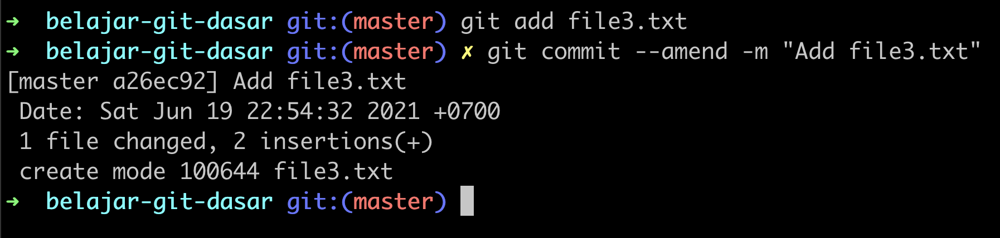 ➜  belajar-git-dasar git:(master) git add file3.txt
➜  belajar-git-dasar git:(master) ✗ git commit --amend -m "Add file3.txt"
[master a26ec92] Add file3.txt
 Date: Sat Jun 19 22:54:32 2021 +0700
 1 file changed, 2 insertions(+)
 create mode 100644 file3.txt
➜  belajar-git-dasar git:(master)